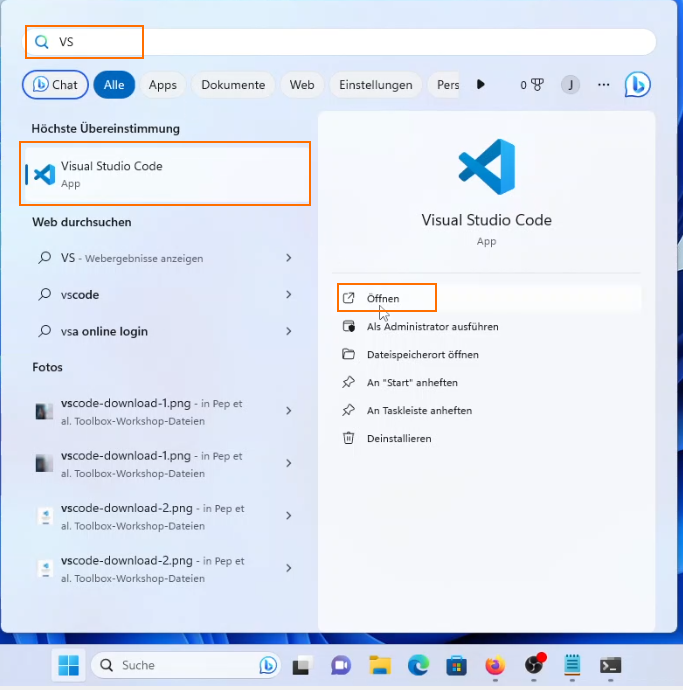 VS
Chat
Alle
Apps
Dokumente
Web
Einstellungen
Pers
0
J
Höchste Übereinstimmung
Visual Studio Code
App
Web durchsuchen
VS - Webergebnisse anzeigen
vscode
vsa online login
Fotos
vscode-download-1.png - in Pep et
al. Toolbox-Workshop-Dateien
vscode-download-1.png - in Pep et
al. Toolbox-Workshop-Dateien
vscode-download-2.png - in Pep et
al. Toolbox-Workshop-Dateien
vscode-download-2.png - in Pep et
al. Toolbox-Workshop-Dateien
Visual Studio Code
App
Öffnen
Als Administrator ausführen
Dateispeicherort öffnen
An "Start" anheften
An Taskleiste anheften
Deinstallieren
Suche